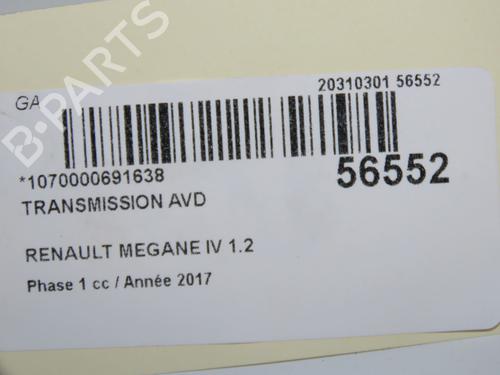 B-PARTS
GA
20310301 56552
*1070000691638
56552
TRANSMISSION AVD
RENAULT MEGANE IV 1.2
Phase 1 cc / Année 2017